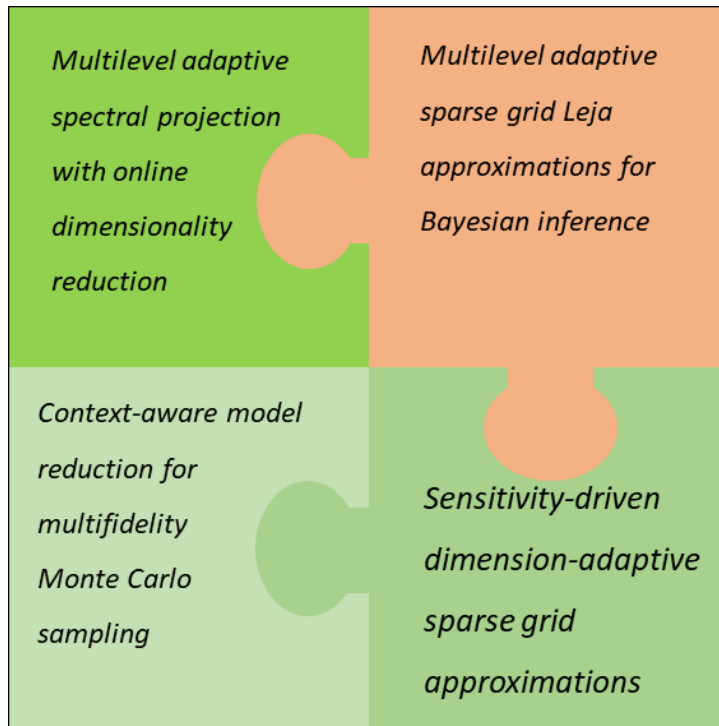 Multilevel adaptive
spectral projection
with online
dimensionality
reduction
Multilevel adaptive
sparse grid Leja
approximations for
Bayesian inference
Context-aware model
reduction for
multifidelity
Monte Carlo
sampling
Sensitivity-driven
dimension-adaptive
sparse grid
approximations